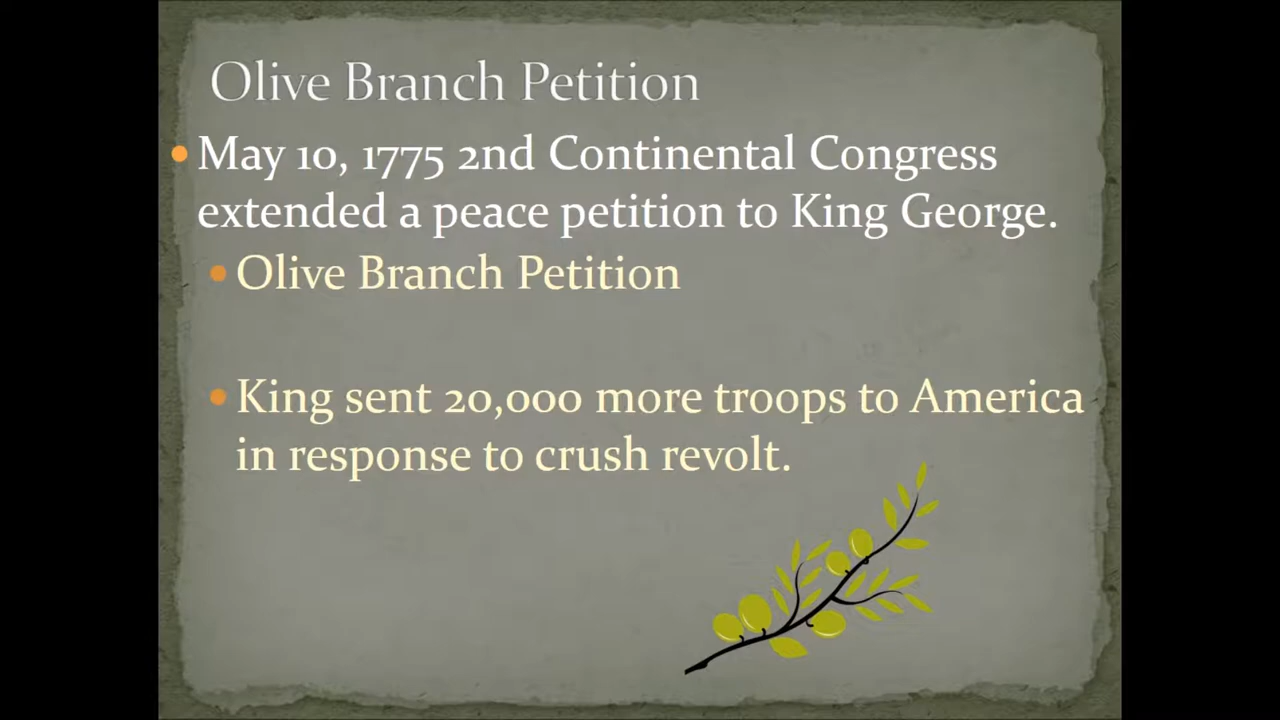 Olive Branch Petition
May 10, 1775 2nd Continental Congress
extended a peace petition to King George.
Olive Branch Petition
King sent 20,000 more troops to America
in response to crush revolt.